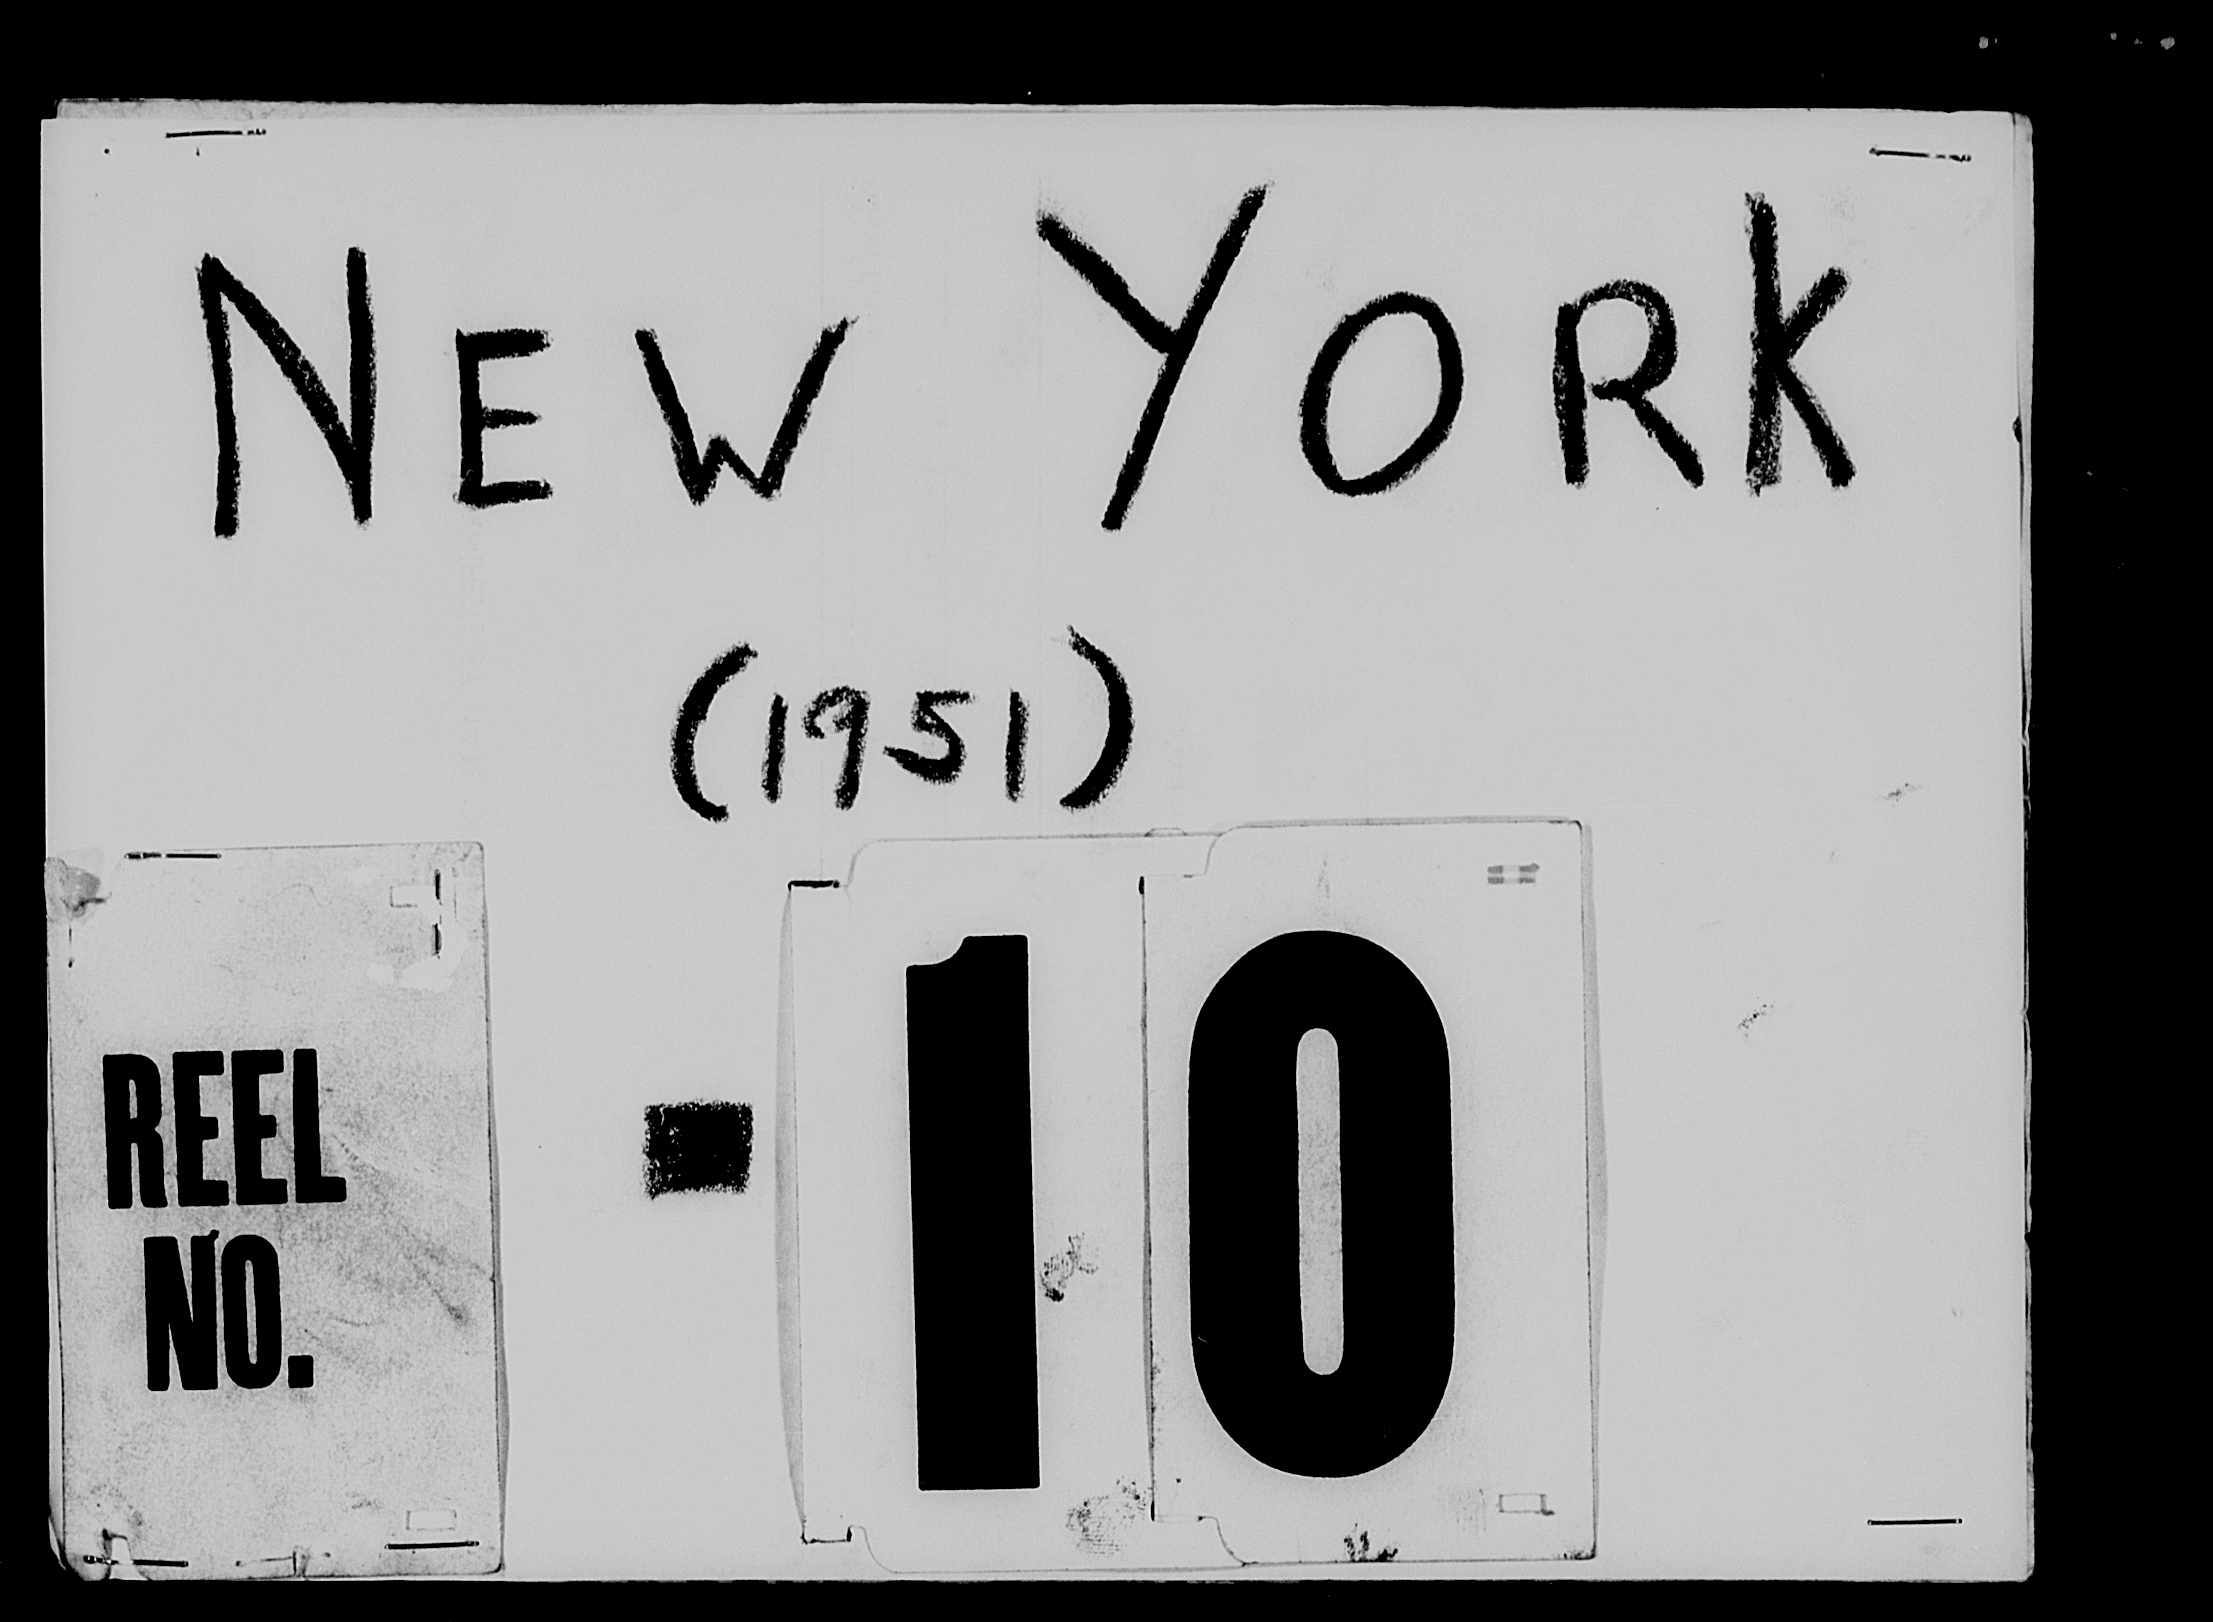 NEW YORK
(1951)
REEL
NO.
- 10